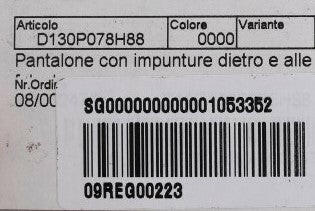 Articolo Colore Variante
D130P078H88 0000
Pantalone con impunture dietro e alle
Nr.Ordin
08/00
SG000000000001053352
09REG00223